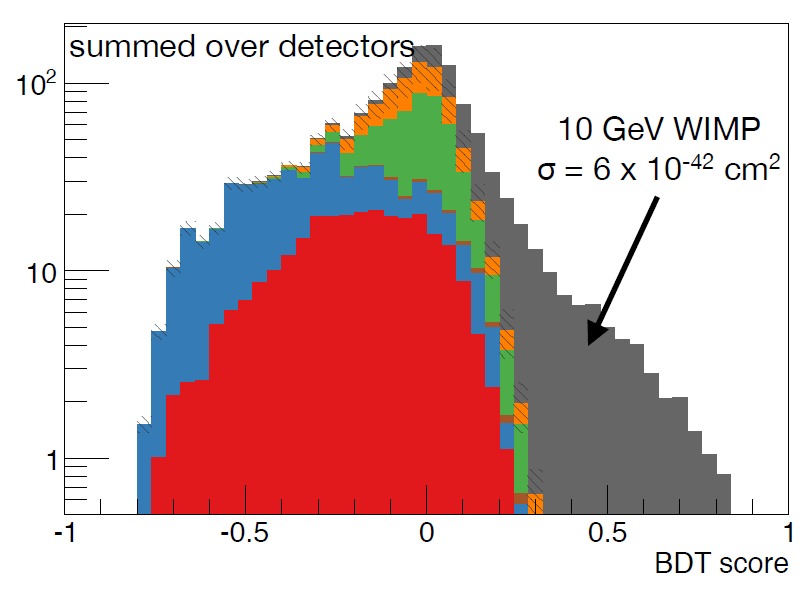 summed over detectors
10²
10 GeV WIMP
σ = 6 x 10⁻⁴² cm²
10
1
-1 -0.5 0 0.5 1
BDT score